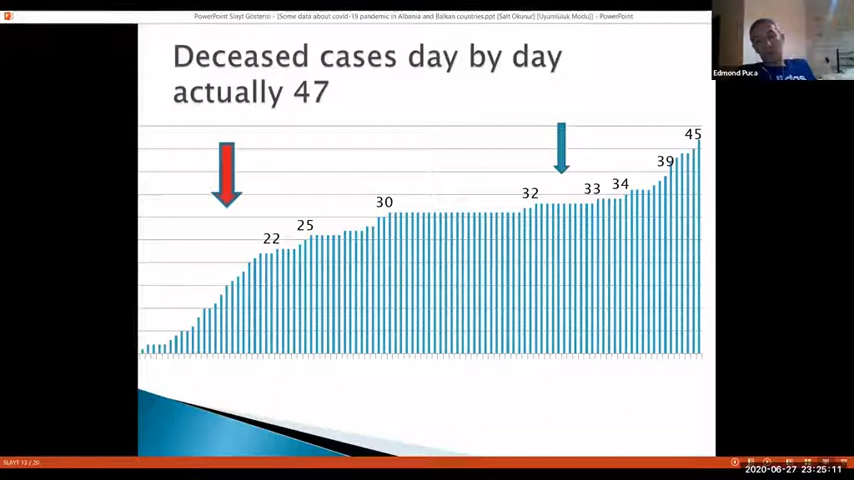 PowerPoint Slayt Gösterisi - [Some data about covid-19 pandemic in Albania and Balkan countries.ppt [Salt Okunur] [Uyumluluk Modu]] - PowerPoint
Edmond Puca
Deceased cases day by day
actually 47
45
39
34
33
32
30
25
22
SLAYT 13 / 20
2020-06-27 23:25:11